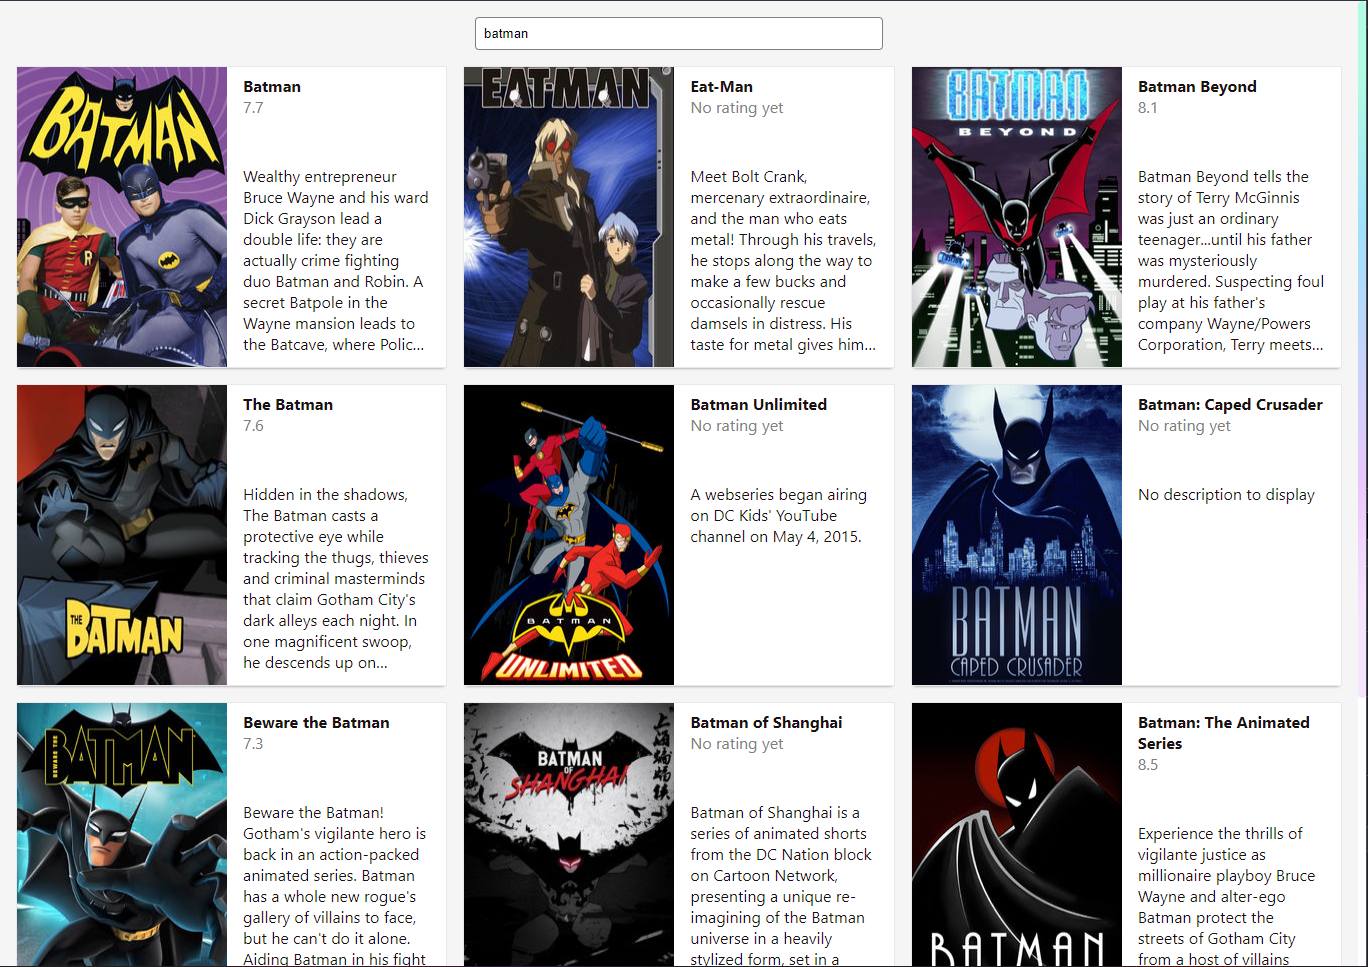 batman
BATMAN
R
Batman
7.7
Wealthy entrepreneur
Bruce Wayne and his ward
Dick Grayson lead a
double life: they are
actually crime fighting
duo Batman and Robin. A
secret Batpole in the
Wayne mansion leads to
the Batcave, where Polic...
EATMAN
Eat-Man
No rating yet
Meet Bolt Crank,
mercenary extraordinaire,
and the man who eats
metal! Through his travels,
he stops along the way to
make a few bucks and
occasionally rescue
damsels in distress. His
taste for metal gives him...
BATMAN
BEYOND
Batman Beyond
8.1
Batman Beyond tells the
story of Terry McGinnis
was just an ordinary
teenager...until his father
was mysteriously
murdered. Suspecting foul
play at his father's
company Wayne/Powers
Corporation, Terry meets...
THE
BATMAN
The Batman
7.6
Hidden in the shadows,
The Batman casts a
protective eye while
tracking the thugs, thieves
and criminal masterminds
that claim Gotham City's
dark alleys each night. In
one magnificent swoop,
he descends up on...
BATMAN
UNLIMITED
Batman Unlimited
No rating yet
A webseries began airing
on DC Kids' YouTube
channel on May 4, 2015.
BATMAN
CAPED CRUSADER
Batman: Caped Crusader
No rating yet
No description to display
BEWARE THE
BATMAN
Beware the Batman
7.3
Beware the Batman!
Gotham's vigilante hero is
back in an action-packed
animated series. Batman
has a whole new rogue's
gallery of villains to face,
but he can't do it alone.
Aiding Batman in his fight
BATMAN
OF
SHANGHAI
Batman of Shanghai
No rating yet
Batman of Shanghai is a
series of animated shorts
from the DC Nation block
on Cartoon Network,
presenting a unique re-
imagining of the Batman
universe in a heavily
stylized form, set in a
BATMAN
Batman: The Animated
Series
8.5
Experience the thrills of
vigilante justice as
millionaire playboy Bruce
Wayne and alter-ego
Batman protect the
streets of Gotham City
from a host of villains